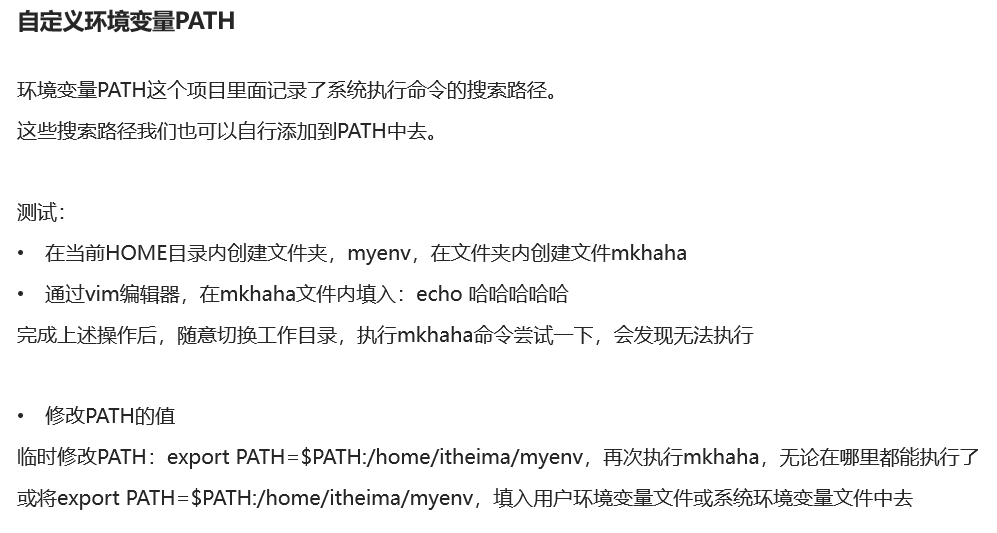 自定义环境变量PATH
环境变量PATH这个项目里面记录了系统执行命令的搜索路径。
这些搜索路径我们也可以自行添加到PATH中去。
测试：
• 在当前HOME目录内创建文件夹，myenv，在文件夹内创建文件mkhaha
• 通过vim编辑器，在mkhaha文件内填入：echo 哈哈哈哈哈
完成上述操作后，随意切换工作目录，执行mkhaha命令尝试一下，会发现无法执行
• 修改PATH的值
临时修改PATH：export PATH=$PATH:/home/itheima/myenv，再次执行mkhaha，无论在哪里都能执行了
或将export PATH=$PATH:/home/itheima/myenv，填入用户环境变量文件或系统环境变量文件中去